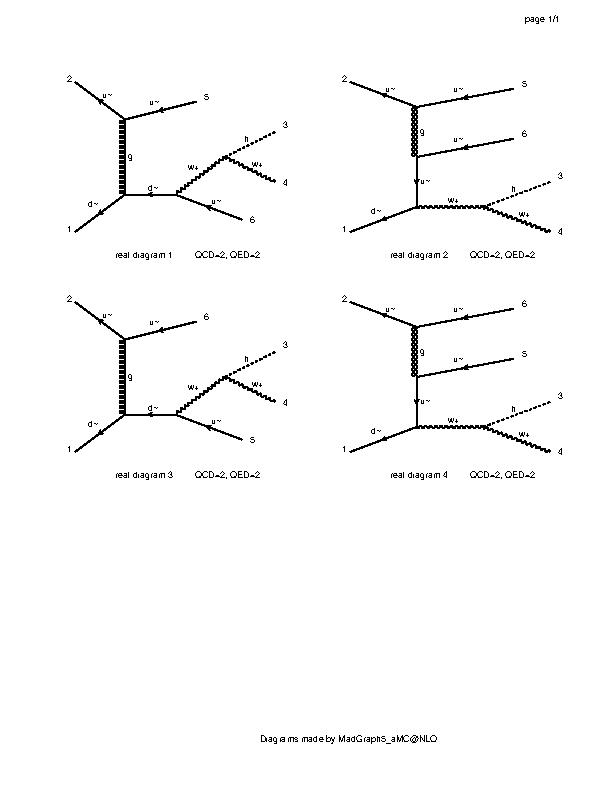 page 1/1
2 u~ u~ 5
g
h 3
w+ w+
d~ d~ u~ 4
1 6
real diagram 1 QCD=2, QED=2
2 u~ u~ 5
g u~ 6
u~ h 3
d~ w+ w+
1 4
real diagram 2 QCD=2, QED=2
2 u~ u~ 6
g
h 3
w+ w+
d~ d~ u~ 4
1 5
real diagram 3 QCD=2, QED=2
2 u~ u~ 6
g u~ 5
u~ h 3
d~ w+ w+
1 4
real diagram 4 QCD=2, QED=2
Diagrams made by MadGraph5_aMC@NLO